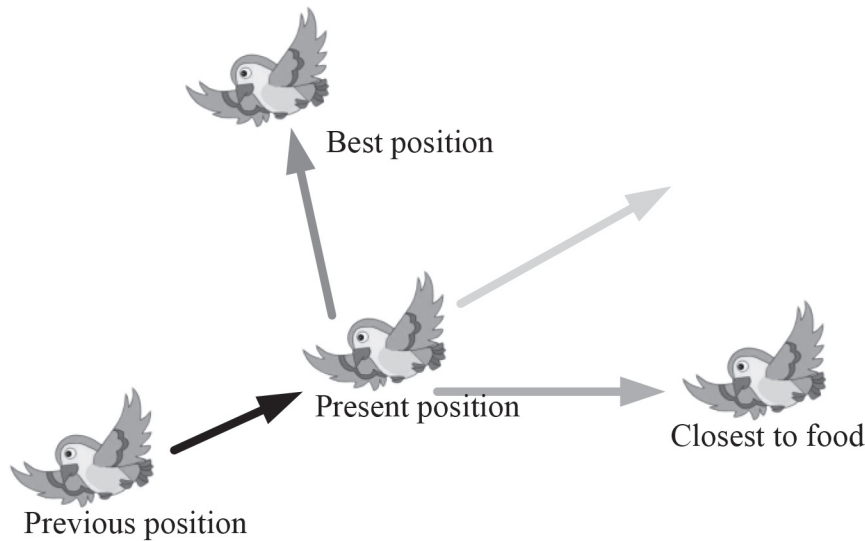 Best position
Present position
Closest to food
Previous position